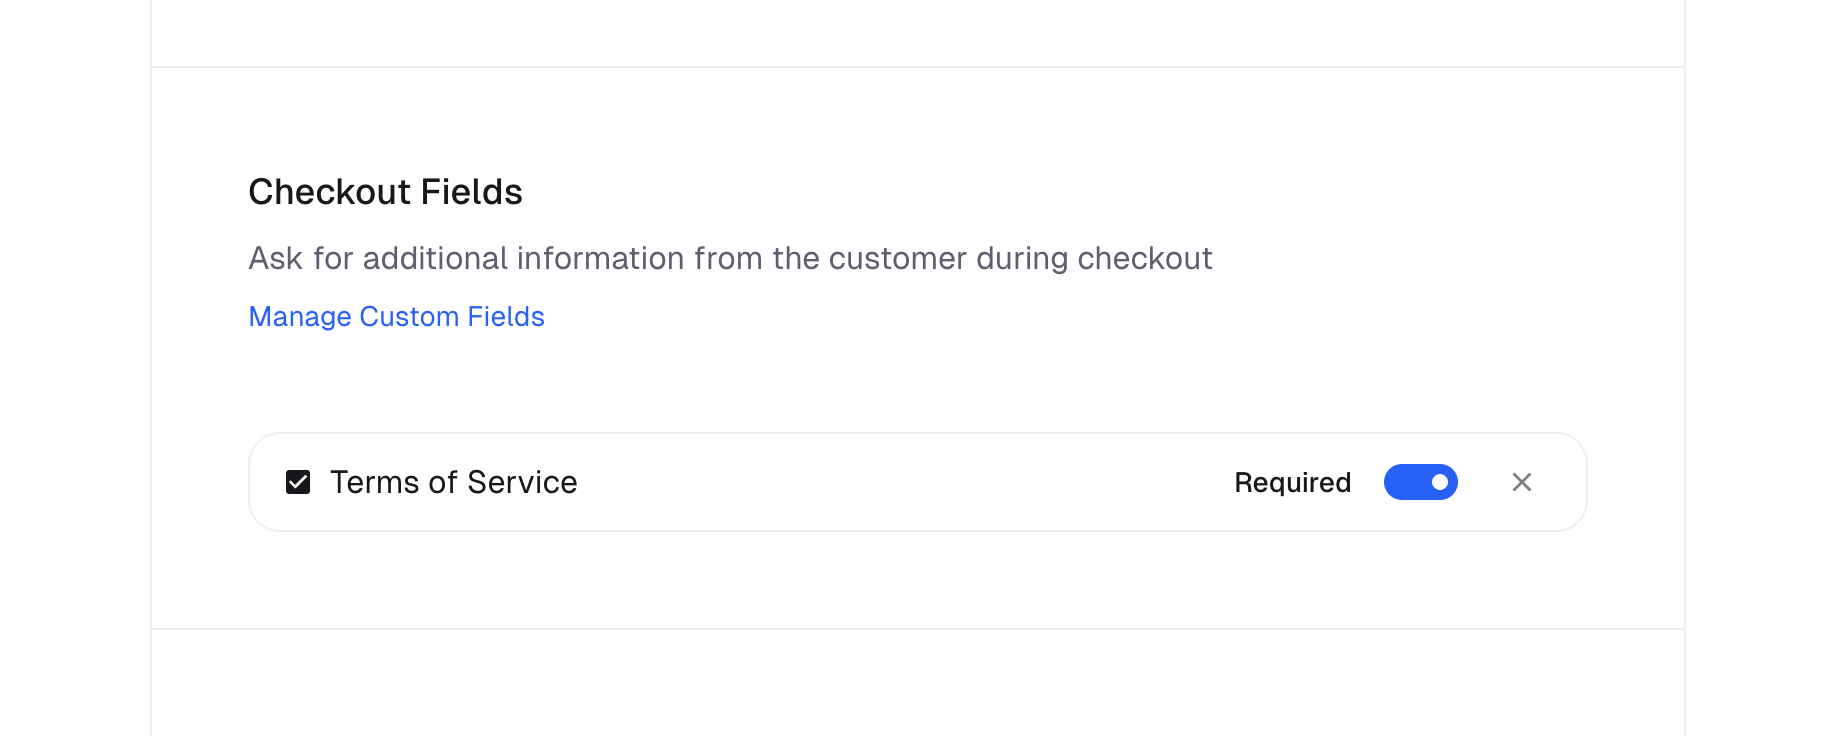 Checkout Fields
Ask for additional information from the customer during checkout
Manage Custom Fields
Terms of Service Required